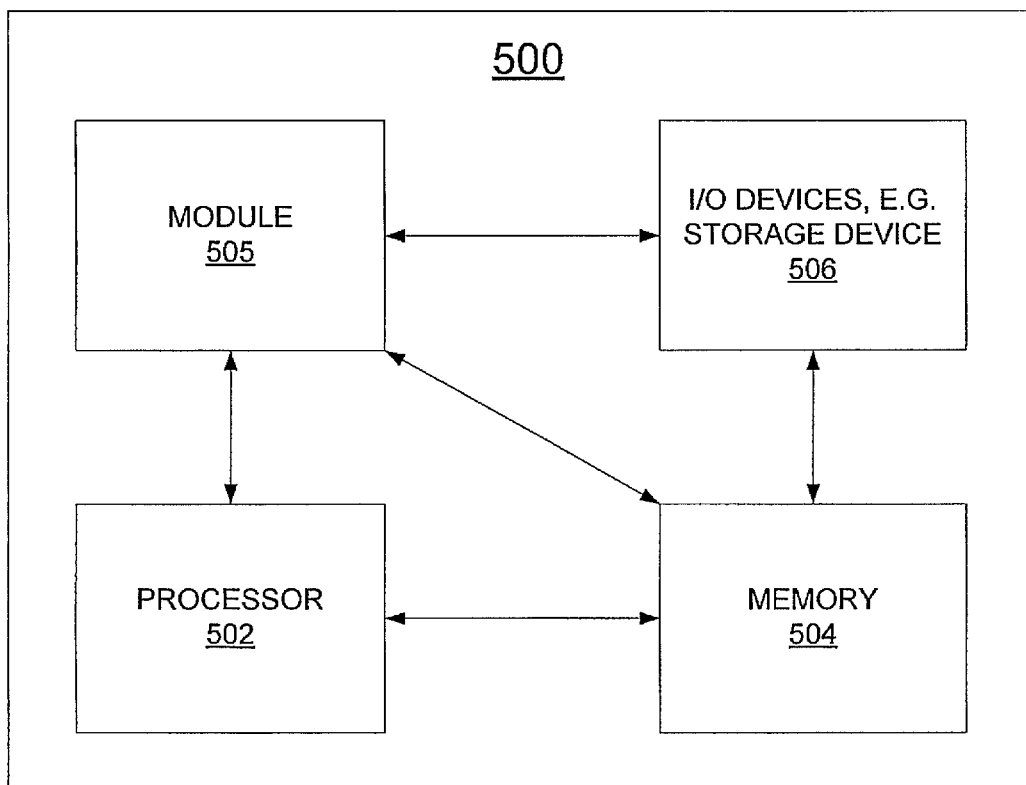 500
MODULE
505
I/O DEVICES, E.G.
STORAGE DEVICE
506
PROCESSOR
502
MEMORY
504